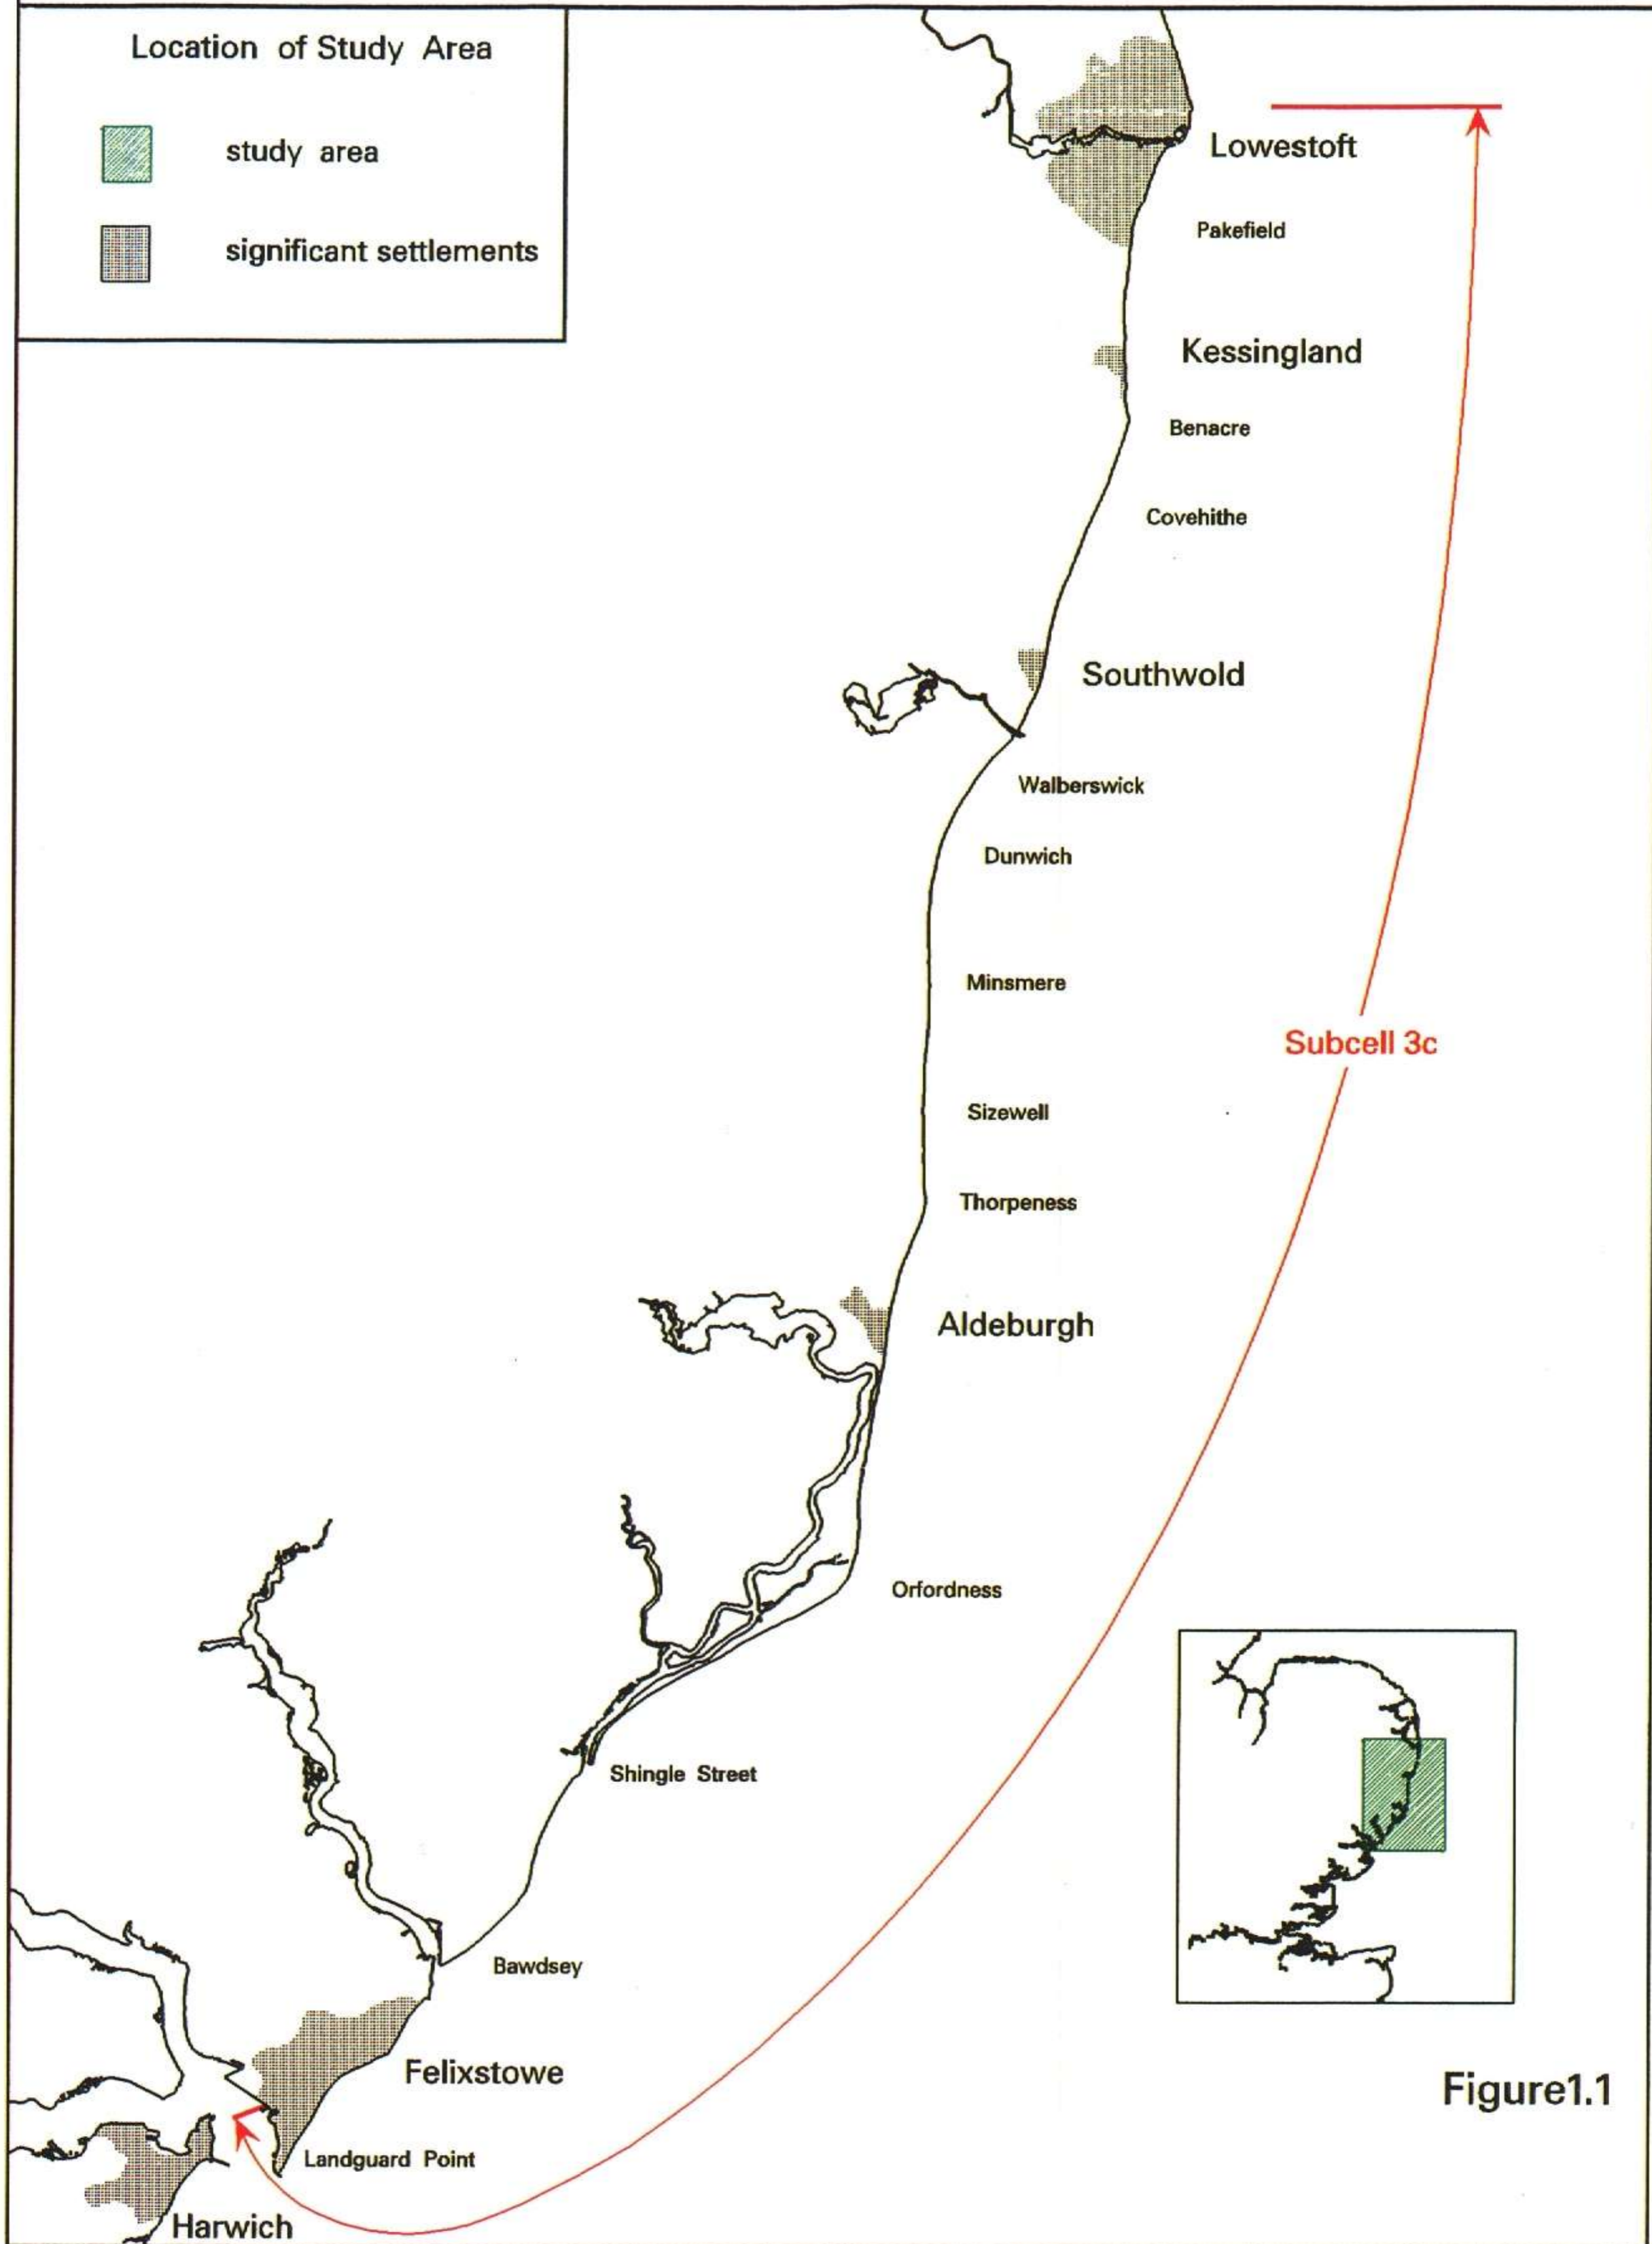 Location of Study Area
study area
significant settlements
Lowestoft
Pakefield
Kessingland
Benacre
Covehithe
Southwold
Walberswick
Dunwich
Minsmere
Subcell 3c
Sizewell
Thorpeness
Aldeburgh
Orfordness
Shingle Street
Bawdsey
Felixstowe
Figure1.1
Landguard Point
Harwich